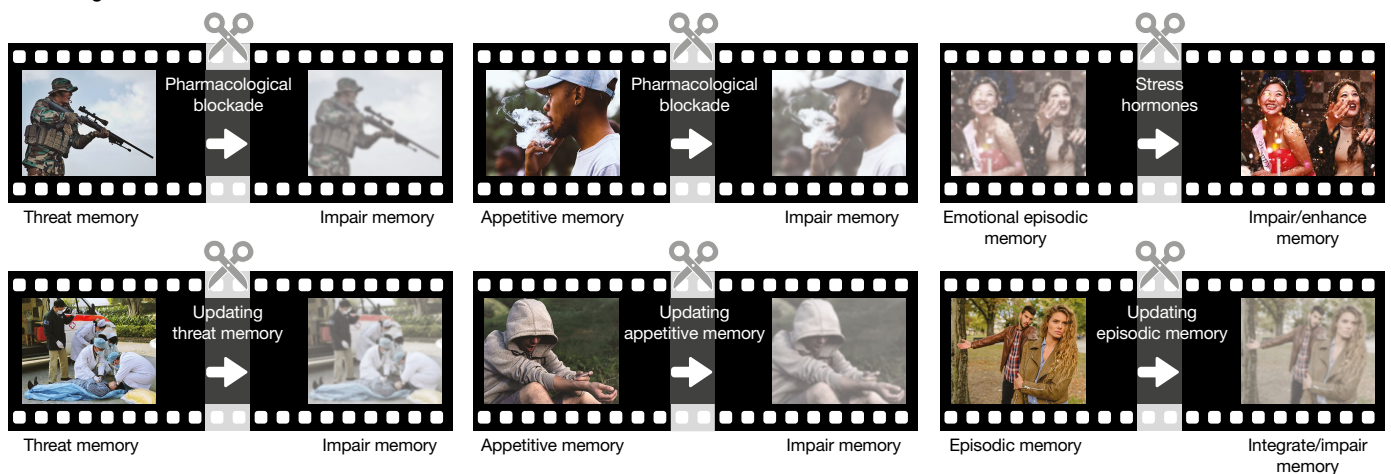 Pharmacological
blockade
Threat memory
Impair memory
Pharmacological
blockade
Appetitive memory
Impair memory
Stress
hormones
Emotional episodic
memory
Impair/enhance
memory
Updating
threat memory
Threat memory
Impair memory
Updating
appetitive memory
Appetitive memory
Impair memory
Updating
episodic memory
Episodic memory
Integrate/impair
memory